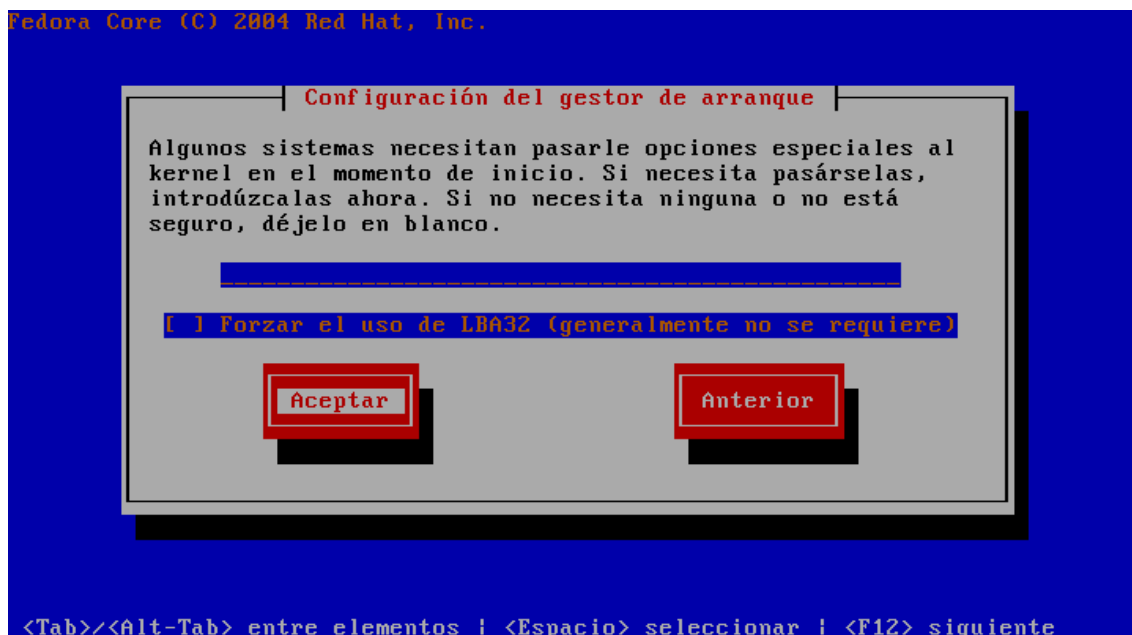 Fedora Core (C) 2004 Red Hat, Inc.
Configuración del gestor de arranque
Algunos sistemas necesitan pasarle opciones especiales al
kernel en el momento de inicio. Si necesita pasárselas,
introdúzcalas ahora. Si no necesita ninguna o no está
seguro, déjelo en blanco.
[ ] Forzar el uso de LBA32 (generalmente no se requiere)
Aceptar Anterior
<Tab>/<Alt-Tab> entre elementos | <Espacio> seleccionar | <F12> siguiente